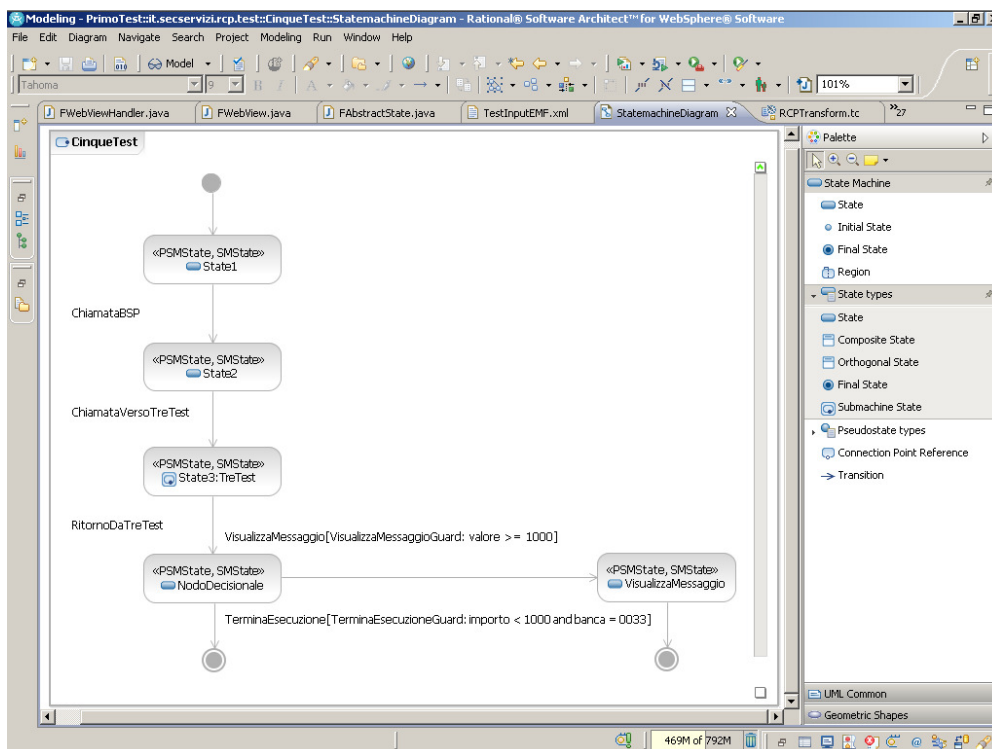 Modeling - PrimoTest::it.secservizi.rcp.test::CinqueTest::StatemachineDiagram - Rational® Software Architect™ for WebSphere® Software
File Edit Diagram Navigate Search Project Modeling Run Window Help
010 Model
Tahoma 9 B I A 101%
FWebViewHandler.java FWebView.java FAbstractState.java TestInputEMF.xml StatemachineDiagram RCPTransform.tc »27
CinqueTest
«PSMState, SMState»
State1
ChiamataBSP
«PSMState, SMState»
State2
ChiamataVersoTreTest
«PSMState, SMState»
State3:TreTest
RitornoDaTreTest
VisualizzaMessaggio[VisualizzaMessaggioGuard: valore >= 1000]
«PSMState, SMState»
NodoDecisionale
«PSMState, SMState»
VisualizzaMessaggio
TerminaEsecuzione[TerminaEsecuzioneGuard: importo < 1000 and banca = 0033]
Palette
State Machine
State
Initial State
Final State
Region
State types
State
Composite State
Orthogonal State
Final State
Submachine State
Pseudostate types
Connection Point Reference
Transition
UML Common
Geometric Shapes
469M of 792M